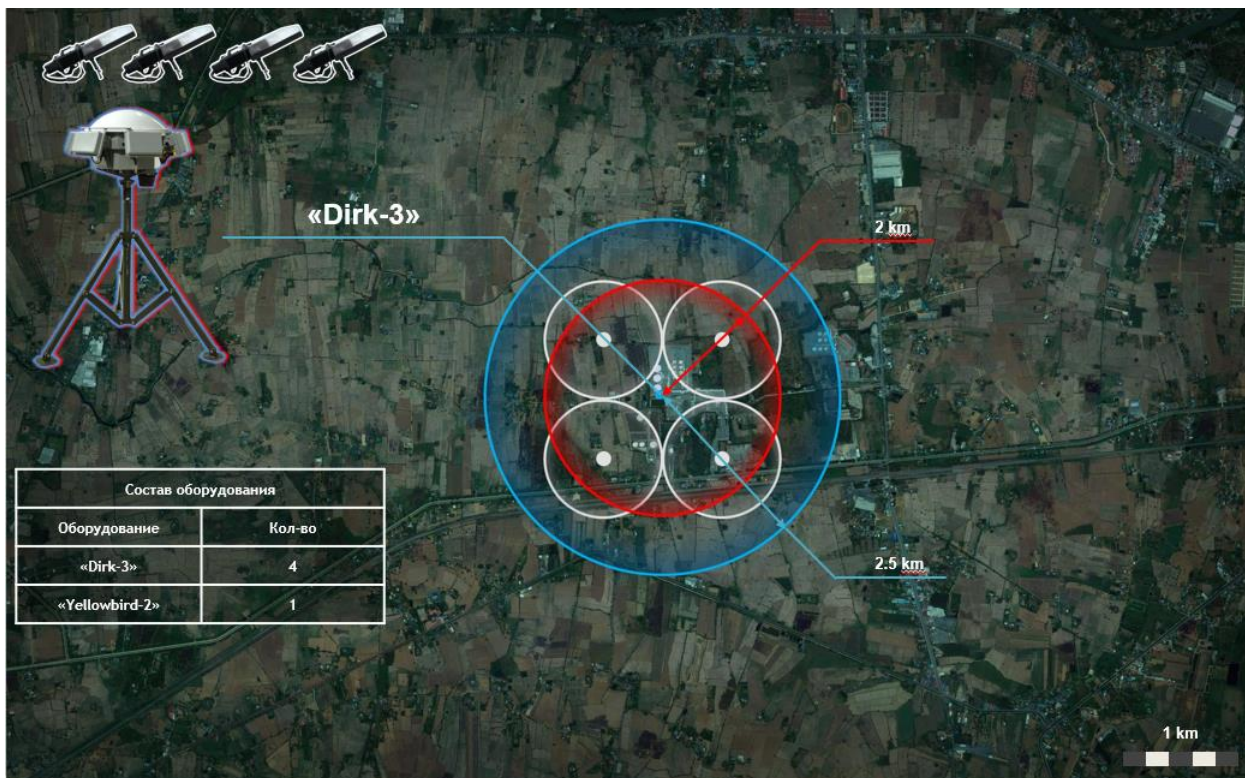 «Dirk-3»
2 km
2.5 km
Состав оборудования
Оборудование Кол-во
«Dirk-3» 4
«Yellowbird-2» 1
1 km